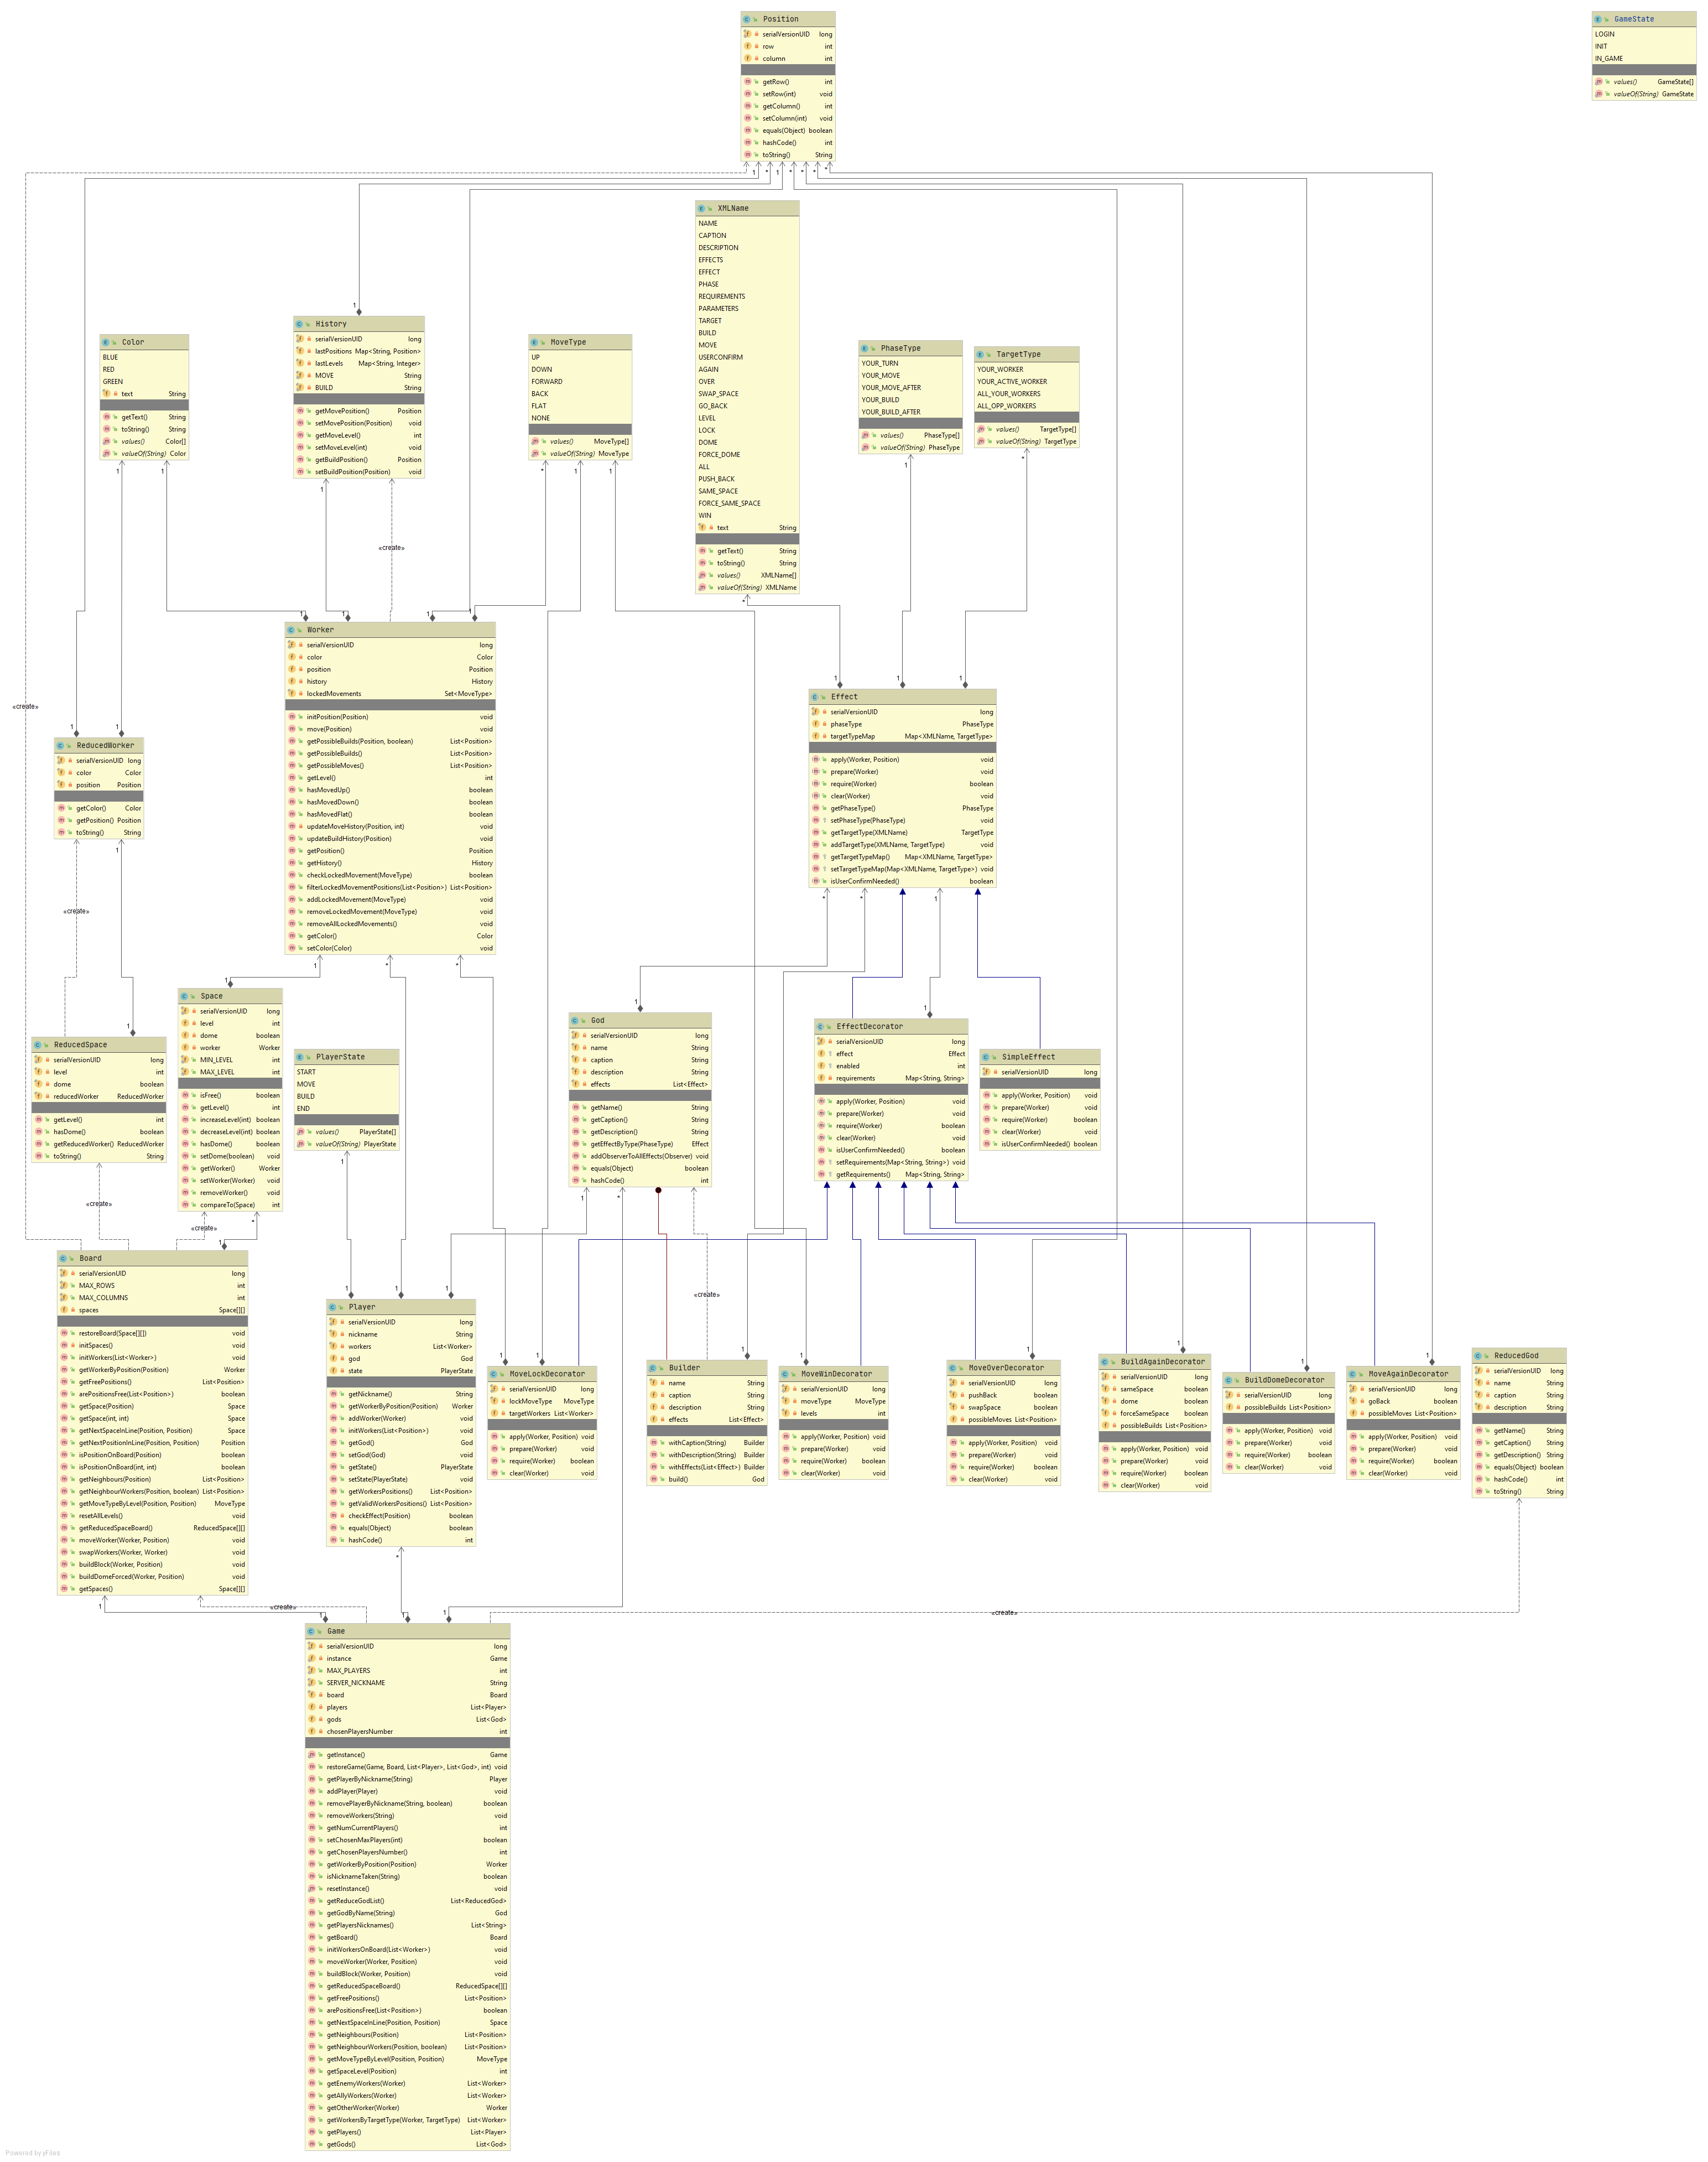 Position
serialVersionUID long
row int
column int
getRow() int
setRow(int) void
getColumn() int
setColumn(int) void
equals(Object) boolean
hashCode() int
toString() String
GameState
LOGIN
INIT
IN_GAME
values() GameState[]
valueOf(String) GameState
XMLName
NAME
CAPTION
DESCRIPTION
EFFECTS
EFFECT
PHASE
REQUIREMENTS
PARAMETERS
TARGET
BUILD
MOVE
USERCONFIRM
AGAIN
OVER
SWAP_SPACE
GO_BACK
LEVEL
LOCK
DOME
FORCE_DOME
ALL
PUSH_BACK
SAME_SPACE
FORCE_SAME_SPACE
WIN
text String
getText() String
toString() String
values() XMLName[]
valueOf(String) XMLName
Color
BLUE
RED
GREEN
text String
getText() String
toString() String
values() Color[]
valueOf(String) Color
History
serialVersionUID long
lastPositions Map<String, Position>
lastLevels Map<String, Integer>
MOVE String
BUILD String
getMovePosition() Position
setMovePosition(Position) void
getMoveLevel() int
setMoveLevel(int) void
getBuildPosition() Position
setBuildPosition(Position) void
MoveType
UP
DOWN
FORWARD
BACK
FLAT
NONE
values() MoveType[]
valueOf(String) MoveType
PhaseType
YOUR_TURN
YOUR_MOVE
YOUR_MOVE_AFTER
YOUR_BUILD
YOUR_BUILD_AFTER
values() PhaseType[]
valueOf(String) PhaseType
TargetType
YOUR_WORKER
YOUR_ACTIVE_WORKER
ALL_YOUR_WORKERS
ALL_OPP_WORKERS
values() TargetType[]
valueOf(String) TargetType
«create»
Worker
serialVersionUID long
color Color
position Position
history History
lockedMovements Set<MoveType>
initPosition(Position) void
move(Position) void
getPossibleBuilds(Position, boolean) List<Position>
getPossibleBuilds() List<Position>
getPossibleMoves() List<Position>
getLevel() int
hasMovedUp() boolean
hasMovedDown() boolean
hasMovedFlat() boolean
updateMoveHistory(Position, int) void
updateBuildHistory(Position) void
getPosition() Position
getHistory() History
checkLockedMovement(MoveType) boolean
filterLockedMovementPositions(List<Position>) List<Position>
addLockedMovement(MoveType) void
removeLockedMovement(MoveType) void
removeAllLockedMovements() void
getColor() Color
setColor(Color) void
«create»
ReducedWorker
serialVersionUID long
color Color
position Position
getColor() Color
getPosition() Position
toString() String
«create»
Effect
serialVersionUID long
phaseType PhaseType
targetTypeMap Map<XMLName, TargetType>
apply(Worker, Position) void
prepare(Worker) void
require(Worker) boolean
clear(Worker) void
getPhaseType() PhaseType
setPhaseType(PhaseType) void
getTargetType(XMLName) TargetType
addTargetType(XMLName, TargetType) void
getTargetTypeMap() Map<XMLName, TargetType>
setTargetTypeMap(Map<XMLName, TargetType>) void
isUserConfirmNeeded() boolean
Space
serialVersionUID long
level int
dome boolean
worker Worker
MIN_LEVEL int
MAX_LEVEL int
isFree() boolean
getLevel() int
increaseLevel(int) boolean
decreaseLevel(int) boolean
hasDome() boolean
setDome(boolean) void
getWorker() Worker
setWorker(Worker) void
removeWorker() void
compareTo(Space) int
ReducedSpace
serialVersionUID long
level int
dome boolean
reducedWorker ReducedWorker
getLevel() int
hasDome() boolean
getReducedWorker() ReducedWorker
toString() String
«create»
«create»
PlayerState
START
MOVE
BUILD
END
values() PlayerState[]
valueOf(String) PlayerState
God
serialVersionUID long
name String
caption String
description String
effects List<Effect>
getName() String
getCaption() String
getDescription() String
getEffectByType(PhaseType) Effect
addObserverToAllEffects(Observer) void
equals(Object) boolean
hashCode() int
EffectDecorator
serialVersionUID long
effect Effect
enabled int
requirements Map<String, String>
apply(Worker, Position) void
prepare(Worker) void
require(Worker) boolean
clear(Worker) void
isUserConfirmNeeded() boolean
setRequirements(Map<String, String>) void
getRequirements() Map<String, String>
SimpleEffect
serialVersionUID long
apply(Worker, Position) void
prepare(Worker) void
require(Worker) boolean
clear(Worker) void
isUserConfirmNeeded() boolean
«create»
Board
serialVersionUID long
MAX_ROWS int
MAX_COLUMNS int
spaces Space[][]
restoreBoard(Space[][]) void
initSpaces() void
initWorkers(List<Worker>) void
getWorkerByPosition(Position) Worker
getFreePositions() List<Position>
arePositionsFree(List<Position>) boolean
getSpace(Position) Space
getSpace(int, int) Space
getNextSpaceInLine(Position, Position) Space
getNextPositionInLine(Position, Position) Position
isPositionOnBoard(Position) boolean
isPositionOnBoard(int, int) boolean
getNeighbours(Position) List<Position>
getNeighbourWorkers(Position, boolean) List<Position>
getMoveTypeByLevel(Position, Position) MoveType
resetAllLevels() void
getReducedSpaceBoard() ReducedSpace[][]
moveWorker(Worker, Position) void
swapWorkers(Worker, Worker) void
buildBlock(Worker, Position) void
buildDomeForced(Worker, Position) void
getSpaces() Space[][]
Player
serialVersionUID long
nickname String
workers List<Worker>
god God
state PlayerState
getNickname() String
getWorkerByPosition(Position) Worker
addWorker(Worker) void
initWorkers(List<Position>) void
getGod() God
setGod(God) void
getState() PlayerState
setState(PlayerState) void
getWorkersPositions() List<Position>
getValidWorkersPositions() List<Position>
checkEffect(Position) boolean
equals(Object) boolean
hashCode() int
MoveLockDecorator
serialVersionUID long
lockMoveType MoveType
targetWorkers List<Worker>
apply(Worker, Position) void
prepare(Worker) void
require(Worker) boolean
clear(Worker) void
Builder
name String
caption String
description String
effects List<Effect>
withCaption(String) Builder
withDescription(String) Builder
withEffects(List<Effect>) Builder
build() God
MoveWinDecorator
serialVersionUID long
moveType MoveType
levels int
apply(Worker, Position) void
prepare(Worker) void
require(Worker) boolean
clear(Worker) void
MoveOverDecorator
serialVersionUID long
pushBack boolean
swapSpace boolean
possibleMoves List<Position>
apply(Worker, Position) void
prepare(Worker) void
require(Worker) boolean
clear(Worker) void
BuildAgainDecorator
serialVersionUID long
sameSpace boolean
dome boolean
forceSameSpace boolean
possibleBuilds List<Position>
apply(Worker, Position) void
prepare(Worker) void
require(Worker) boolean
clear(Worker) void
BuildDomeDecorator
serialVersionUID long
possibleBuilds List<Position>
apply(Worker, Position) void
prepare(Worker) void
require(Worker) boolean
clear(Worker) void
MoveAgainDecorator
serialVersionUID long
goBack boolean
possibleMoves List<Position>
apply(Worker, Position) void
prepare(Worker) void
require(Worker) boolean
clear(Worker) void
ReducedGod
serialVersionUID long
name String
caption String
description String
getName() String
getCaption() String
getDescription() String
equals(Object) boolean
hashCode() int
toString() String
«create»
«create»
Game
serialVersionUID long
instance Game
MAX_PLAYERS int
SERVER_NICKNAME String
board Board
players List<Player>
gods List<God>
chosenPlayersNumber int
getInstance() Game
restoreGame(Game, Board, List<Player>, List<God>, int) void
getPlayerByNickname(String) Player
addPlayer(Player) void
removePlayerByNickname(String, boolean) boolean
removeWorkers(String) void
getNumCurrentPlayers() int
setChosenMaxPlayers(int) boolean
getChosenPlayersNumber() int
getWorkerByPosition(Position) Worker
isNicknameTaken(String) boolean
resetInstance() void
getReduceGodList() List<ReducedGod>
getGodByName(String) God
getPlayersNicknames() List<String>
getBoard() Board
initWorkersOnBoard(List<Worker>) void
moveWorker(Worker, Position) void
buildBlock(Worker, Position) void
getReducedSpaceBoard() ReducedSpace[][]
getFreePositions() List<Position>
arePositionsFree(List<Position>) boolean
getNextSpaceInLine(Position, Position) Space
getNeighbours(Position) List<Position>
getNeighbourWorkers(Position, boolean) List<Position>
getMoveTypeByLevel(Position, Position) MoveType
getSpaceLevel(Position) int
getEnemyWorkers(Worker) List<Worker>
getAllyWorkers(Worker) List<Worker>
getOtherWorker(Worker) Worker
getWorkersByTargetType(Worker, TargetType) List<Worker>
getPlayers() List<Player>
getGods() List<God>
Powered by yFiles